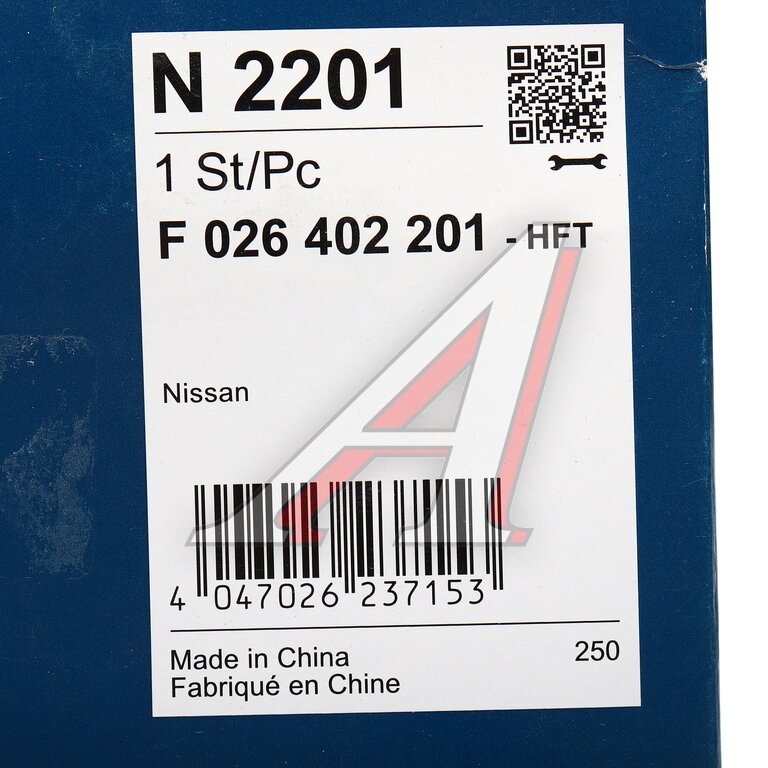 N 2201
1 St/Pc
F 026 402 201 - HFT
Nissan
4 047026 237153
Made in China
250
Fabriqué en Chine